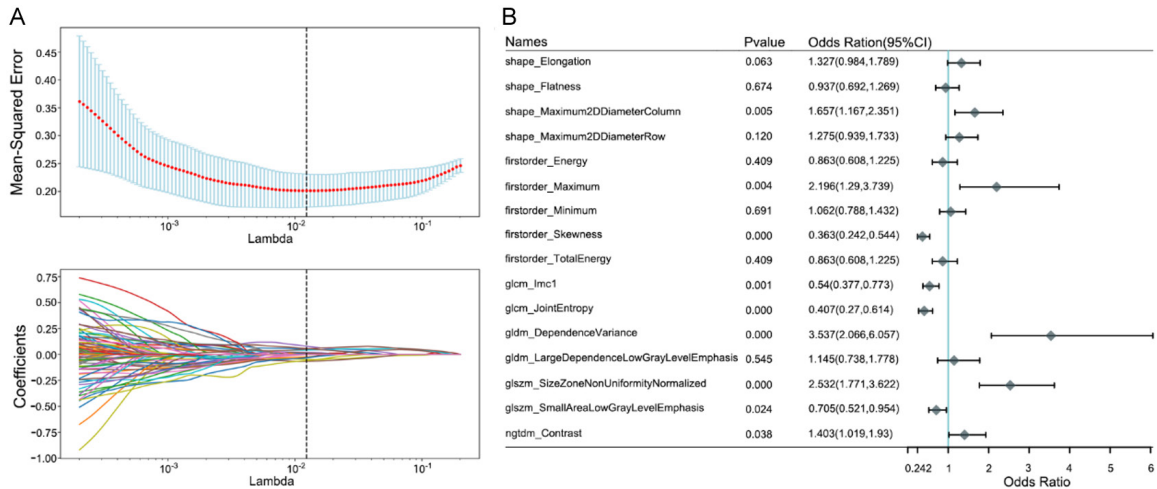 A
Mean-Squared Error
0.45
0.40
0.35
0.30
0.25
0.20
10-3
10-2
10-1
Lambda
Coefficients
0.75
0.50
0.25
0.00
−0.25
−0.50
−0.75
−1.00
10-3
10-2
10-1
Lambda
B
Names Pvalue Odds Ration(95%CI)
shape_Elongation 0.063 1.327(0.984,1.789)
shape_Flatness 0.674 0.937(0.692,1.269)
shape_Maximum2DDiameterColumn 0.005 1.657(1.167,2.351)
shape_Maximum2DDiameterRow 0.120 1.275(0.939,1.733)
firstorder_Energy 0.409 0.863(0.608,1.225)
firstorder_Maximum 0.004 2.196(1.29,3.739)
firstorder_Minimum 0.691 1.062(0.788,1.432)
firstorder_Skewness 0.000 0.363(0.242,0.544)
firstorder_TotalEnergy 0.409 0.863(0.608,1.225)
glcm_Imc1 0.001 0.54(0.377,0.773)
glcm_JointEntropy 0.000 0.407(0.27,0.614)
gldm_DependenceVariance 0.000 3.537(2.066,6.057)
gldm_LargeDependenceLowGrayLevelEmphasis 0.545 1.145(0.738,1.778)
glszm_SizeZoneNonUniformityNormalized 0.000 2.532(1.771,3.622)
glszm_SmallAreaLowGrayLevelEmphasis 0.024 0.705(0.521,0.954)
ngtdm_Contrast 0.038 1.403(1.019,1.93)
0.242 1 2 3 4 5 6
Odds Ratio